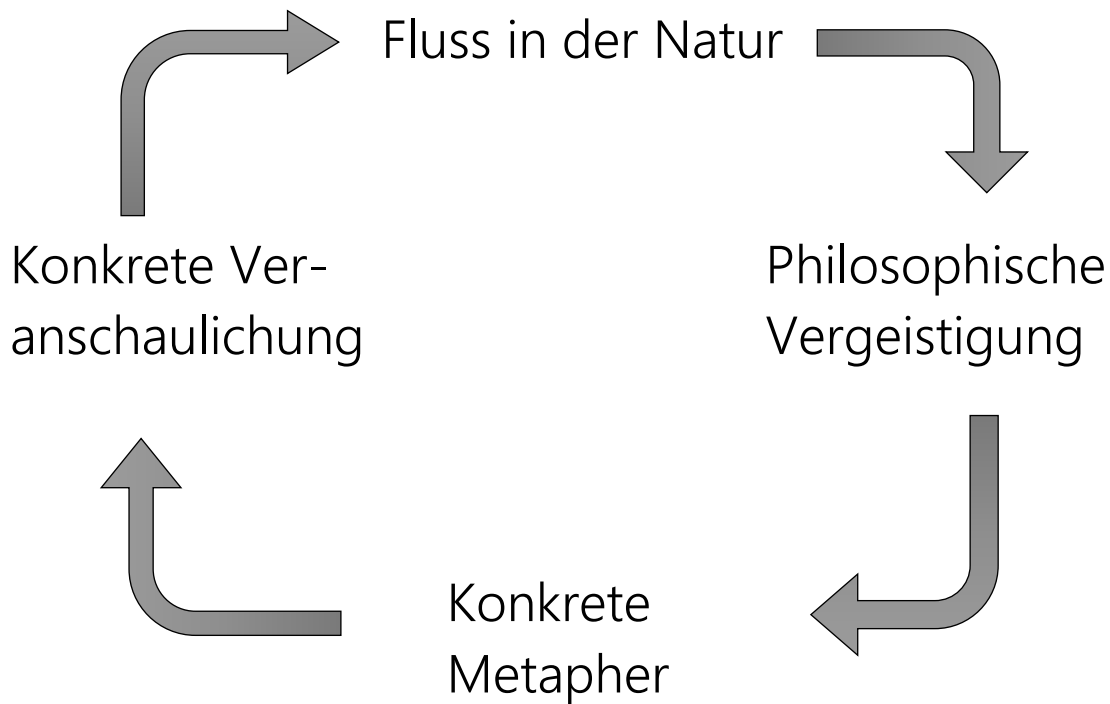 Fluss in der Natur
Konkrete Ver-
anschaulichung
Philosophische
Vergeistigung
Konkrete
Metapher